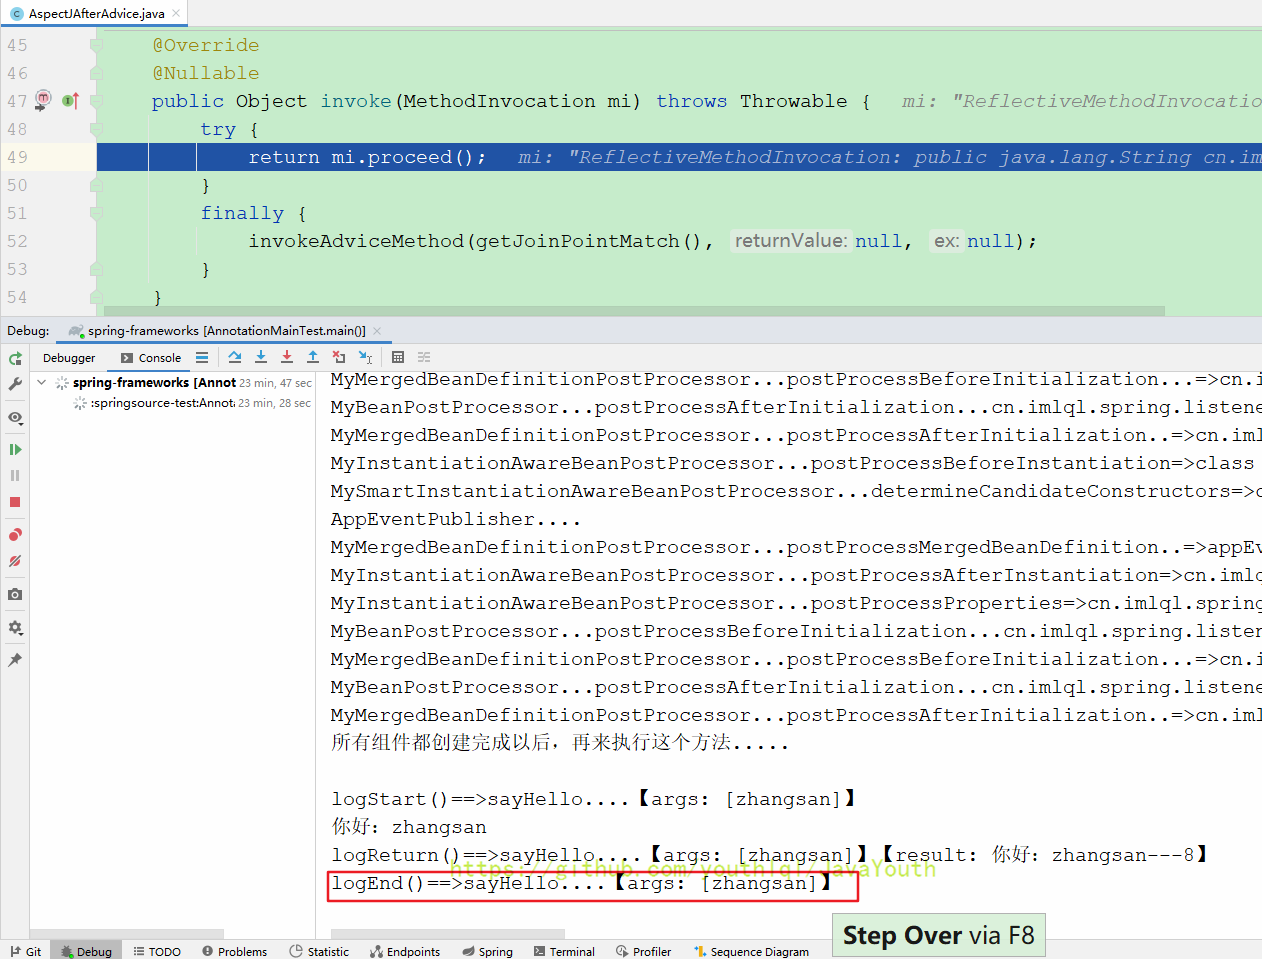 AspectJAfterAdvice.java
45 @Override
46 @Nullable
47 public Object invoke(MethodInvocation mi) throws Throwable { mi: "ReflectiveMethodInvocatio
48 try {
49 return mi.proceed(); mi: "ReflectiveMethodInvocation: public java.lang.String cn.im
50 }
51 finally {
52 invokeAdviceMethod(getJoinPointMatch(), returnValue: null, ex: null);
53 }
54 }
Debug: spring-frameworks [AnnotationMainTest.main()]
Debugger Console
spring-frameworks [Annot 23 min, 47 sec
:springsource-test:Annot 23 min, 28 sec
MyMergedBeanDefinitionPostProcessor...postProcessBeforeInitialization...=>cn.i
MyBeanPostProcessor...postProcessAfterInitialization...cn.imlql.spring.listene
MyMergedBeanDefinitionPostProcessor...postProcessAfterInitialization..=>cn.iml
MyInstantiationAwareBeanPostProcessor...postProcessBeforeInstantiation=>class
MySmartInstantiationAwareBeanPostProcessor...determineCandidateConstructors=>c
AppEventPublisher....
MyMergedBeanDefinitionPostProcessor...postProcessMergedBeanDefinition..=>appEv
MyInstantiationAwareBeanPostProcessor...postProcessAfterInstantiation=>cn.imlq
MyInstantiationAwareBeanPostProcessor...postProcessProperties=>cn.imlql.spring
MyBeanPostProcessor...postProcessBeforeInitialization...cn.imlql.spring.listen
MyMergedBeanDefinitionPostProcessor...postProcessBeforeInitialization...=>cn.i
MyBeanPostProcessor...postProcessAfterInitialization...cn.imlql.spring.listene
MyMergedBeanDefinitionPostProcessor...postProcessAfterInitialization..=>cn.iml
所有组件都创建完成以后，再来执行这个方法.....
logStart()==>sayHello....【args: [zhangsan]】
你好：zhangsan
logReturn()==>sayHello....【args: [zhangsan]】【result: 你好：zhangsan---8】
https://github.com/youthlql/JavaYouth
logEnd()==>sayHello....【args: [zhangsan]】
Step Over via F8
Git Debug TODO Problems Statistic Endpoints Spring Terminal Profiler Sequence Diagram